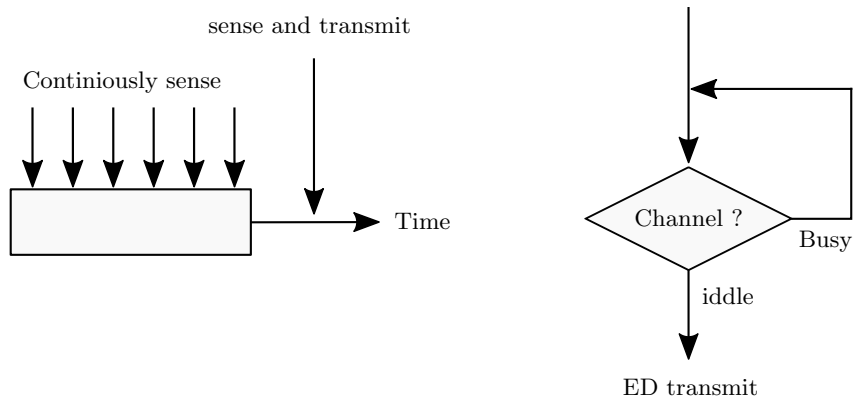 sense and transmit
Continiously sense
Time
Channel ?
Busy
iddle
ED transmit